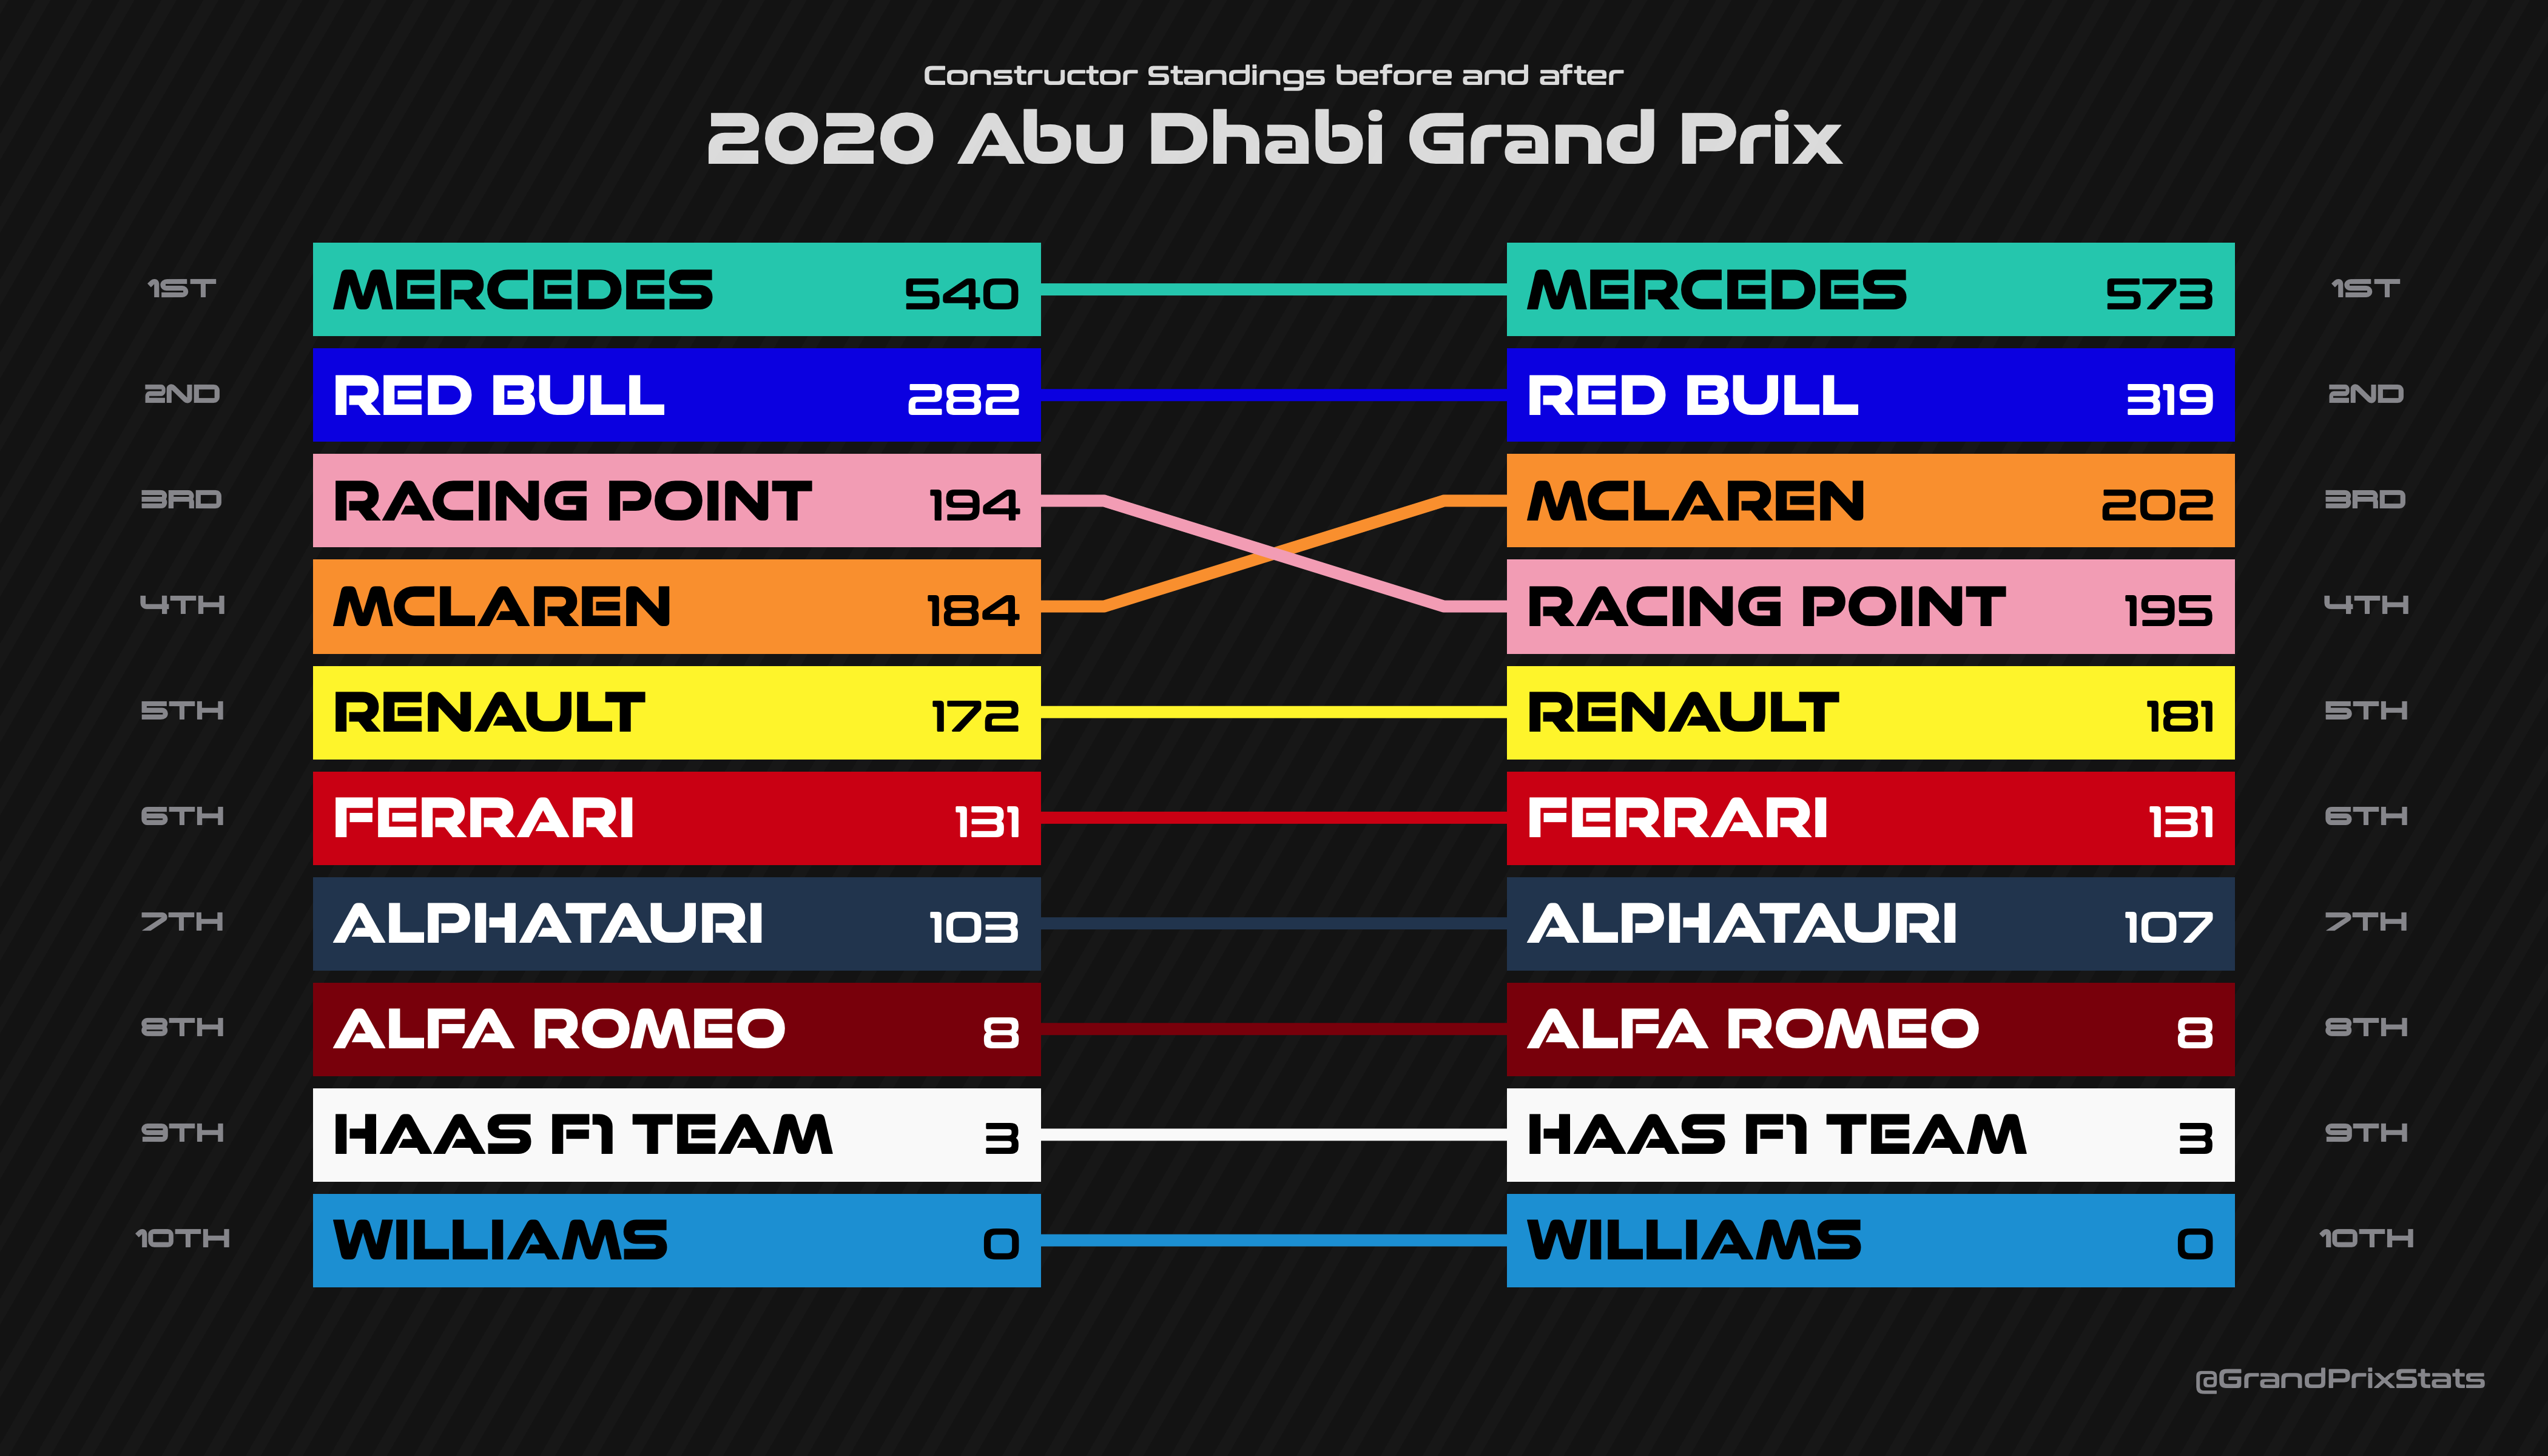 Constructor Standings before and after
2020 Abu Dhabi Grand Prix
1ST MERCEDES 540 MERCEDES 573 1ST
2ND RED BULL 282 RED BULL 319 2ND
3RD RACING POINT 194 MCLAREN 202 3RD
4TH MCLAREN 184 RACING POINT 195 4TH
5TH RENAULT 172 RENAULT 181 5TH
6TH FERRARI 131 FERRARI 131 6TH
7TH ALPHATAURI 103 ALPHATAURI 107 7TH
8TH ALFA ROMEO 8 ALFA ROMEO 8 8TH
9TH HAAS F1 TEAM 3 HAAS F1 TEAM 3 9TH
10TH WILLIAMS 0 WILLIAMS 0 10TH
@GrandPrixStats